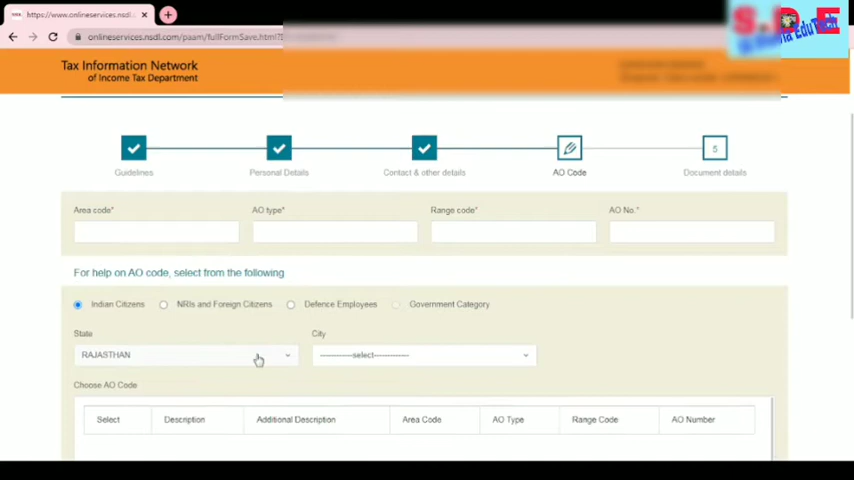 https://www.onlineservices.nsdl.com
S.D.E
onlineservices.nsdl.com/paam/fullFormSave.html?
Tax Information Network
of Income Tax Department
5
Guidelines
Personal Details
Contact & other details
AO Code
Document details
Area code* AO type* Range code* AO No.*
For help on AO code, select from the following
Indian Citizens NRIs and Foreign Citizens Defence Employees Government Category
State City
RAJASTHAN ------------select-------------
Choose AO Code
Select Description Additional Description Area Code AO Type Range Code AO Number